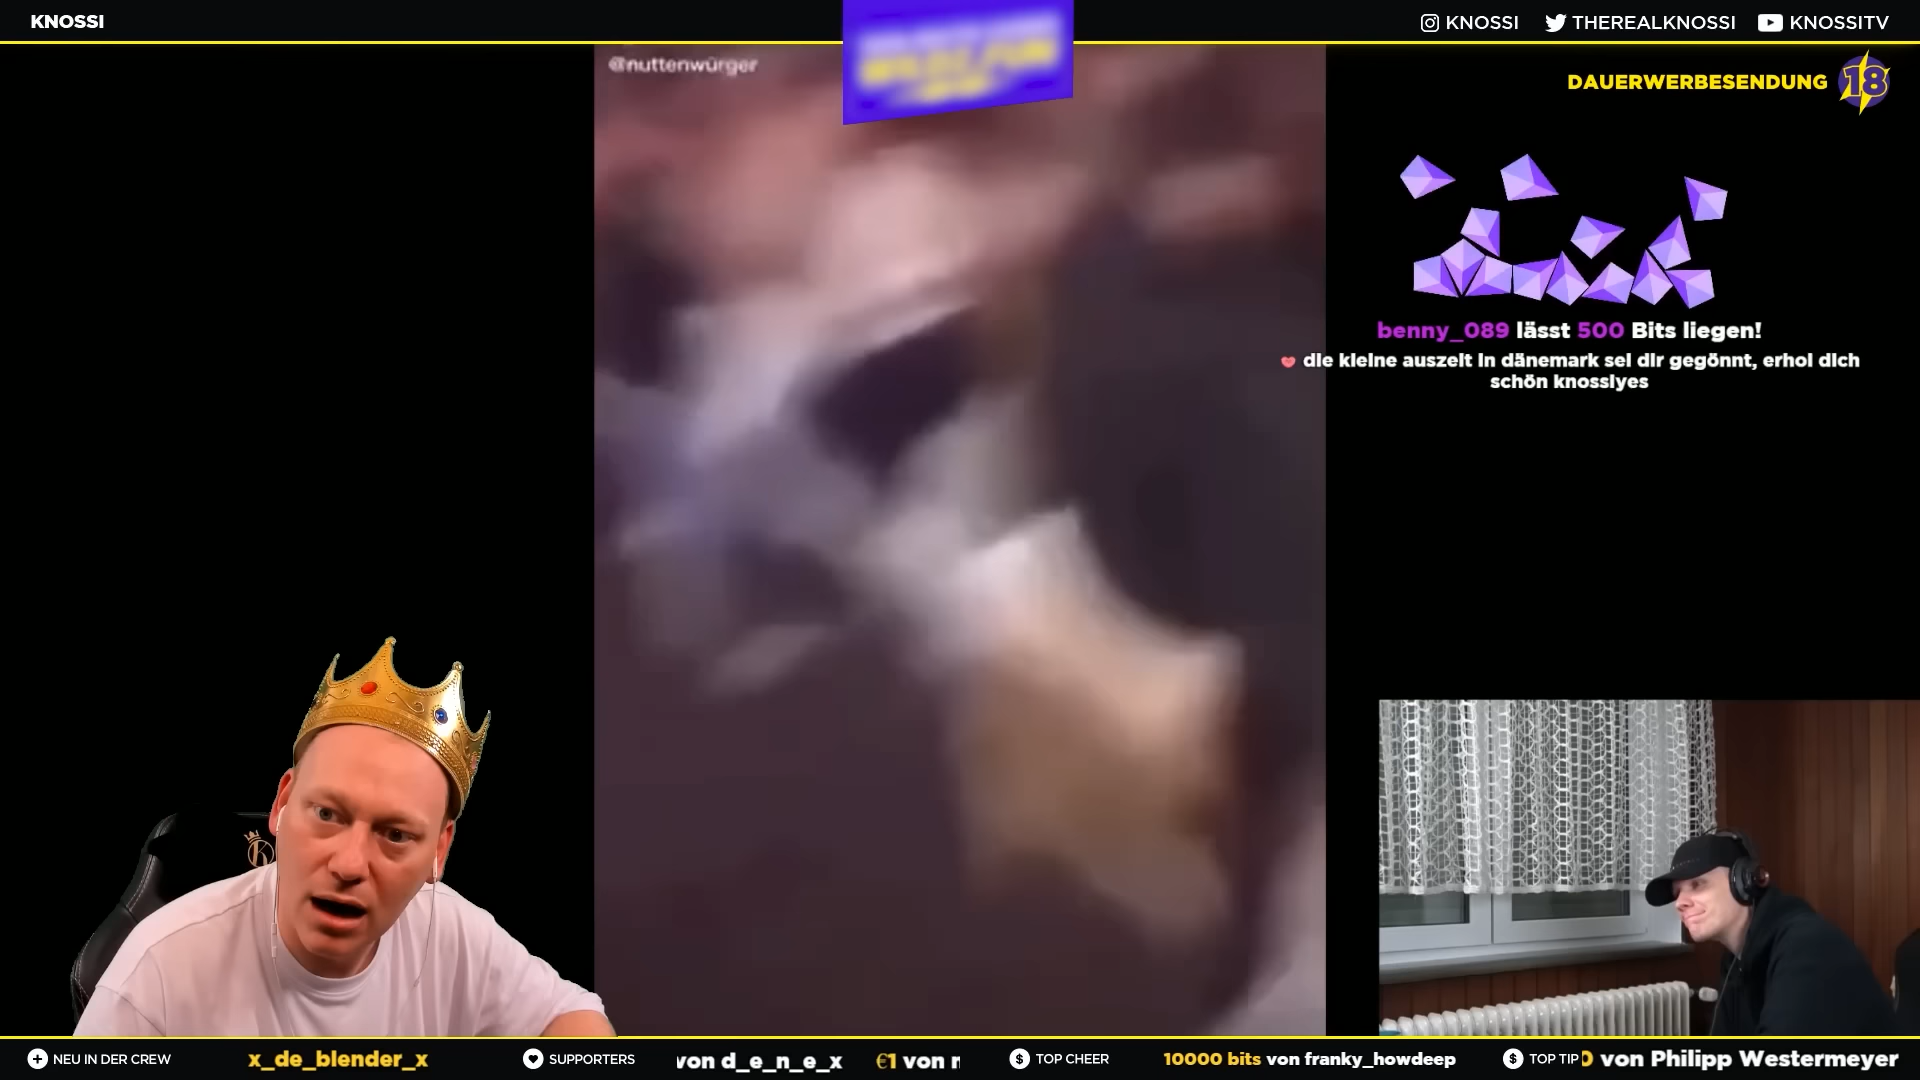 KNOSSI
KNOSSI
THEREALKNOSSI
KNOSSITV
@nuttenwürger
DAUERWERBESENDUNG 18
benny_089 lässt 500 Bits liegen!
die kleine auszeit in dänemark sei dir gegönnt, erhol dich
schön knossiyes
NEU IN DER CREW
x_de_blender_x
SUPPORTERS
von d_e_n_e_x
€1 von
TOP CHEER
10000 bits von franky_howdeep
TOP TIP
von Philipp Westermeyer